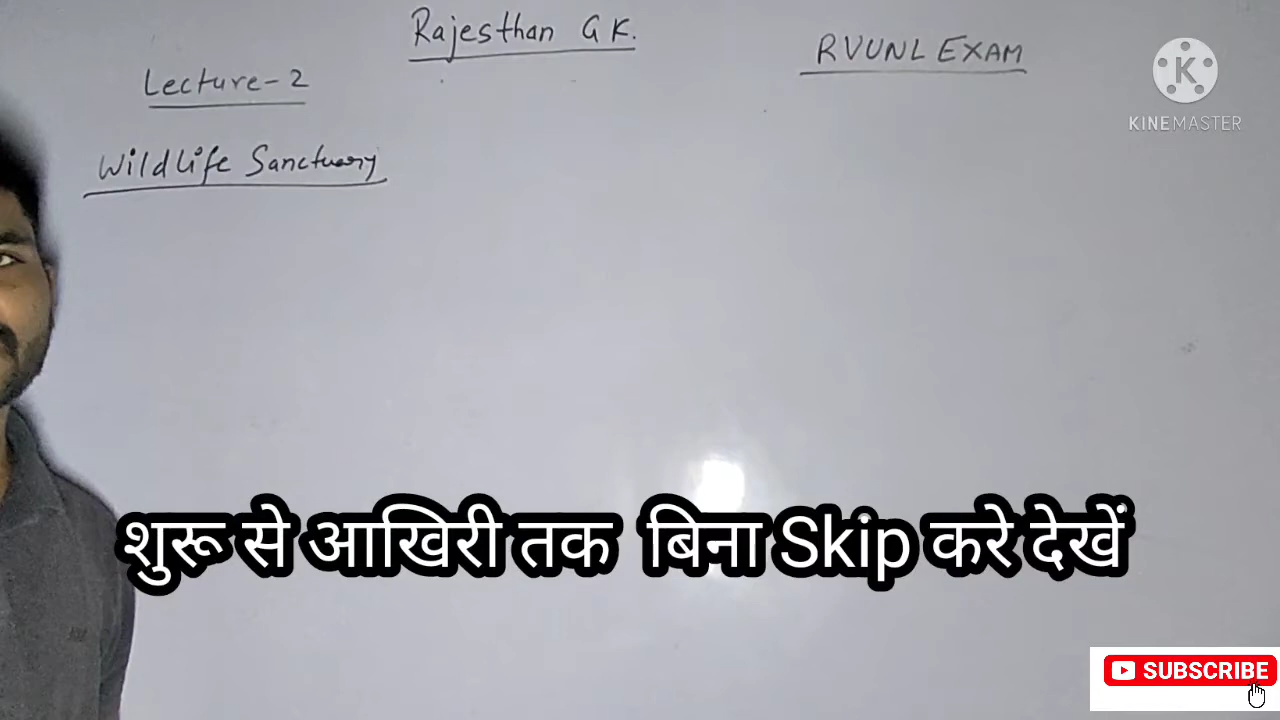 Rajesthan G K.
RVUNL EXAM
Lecture-2
Wildlife Sanctuary
KINEMASTER
शुरू से आखिरी तक बिना Skip करे देखें
SUBSCRIBE